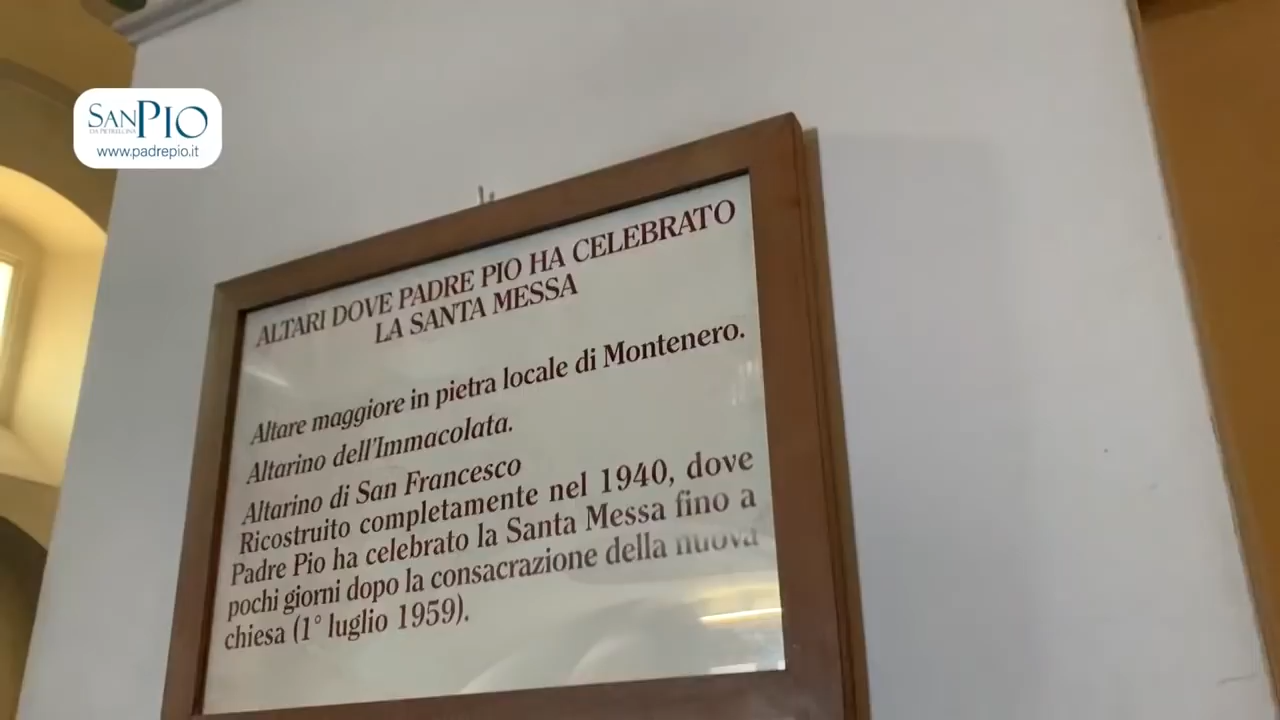 SANPIO
DA PIETRELCINA
www.padrepio.it
ALTARI DOVE PADRE PIO HA CELEBRATO
LA SANTA MESSA
Altare maggiore in pietra locale di Montenero.
Altarino dell'Immacolata.
Altarino di San Francesco
Ricostruito completamente nel 1940, dove
Padre Pio ha celebrato la Santa Messa fino a
pochi giorni dopo la consacrazione della nuova
chiesa (1° luglio 1959).